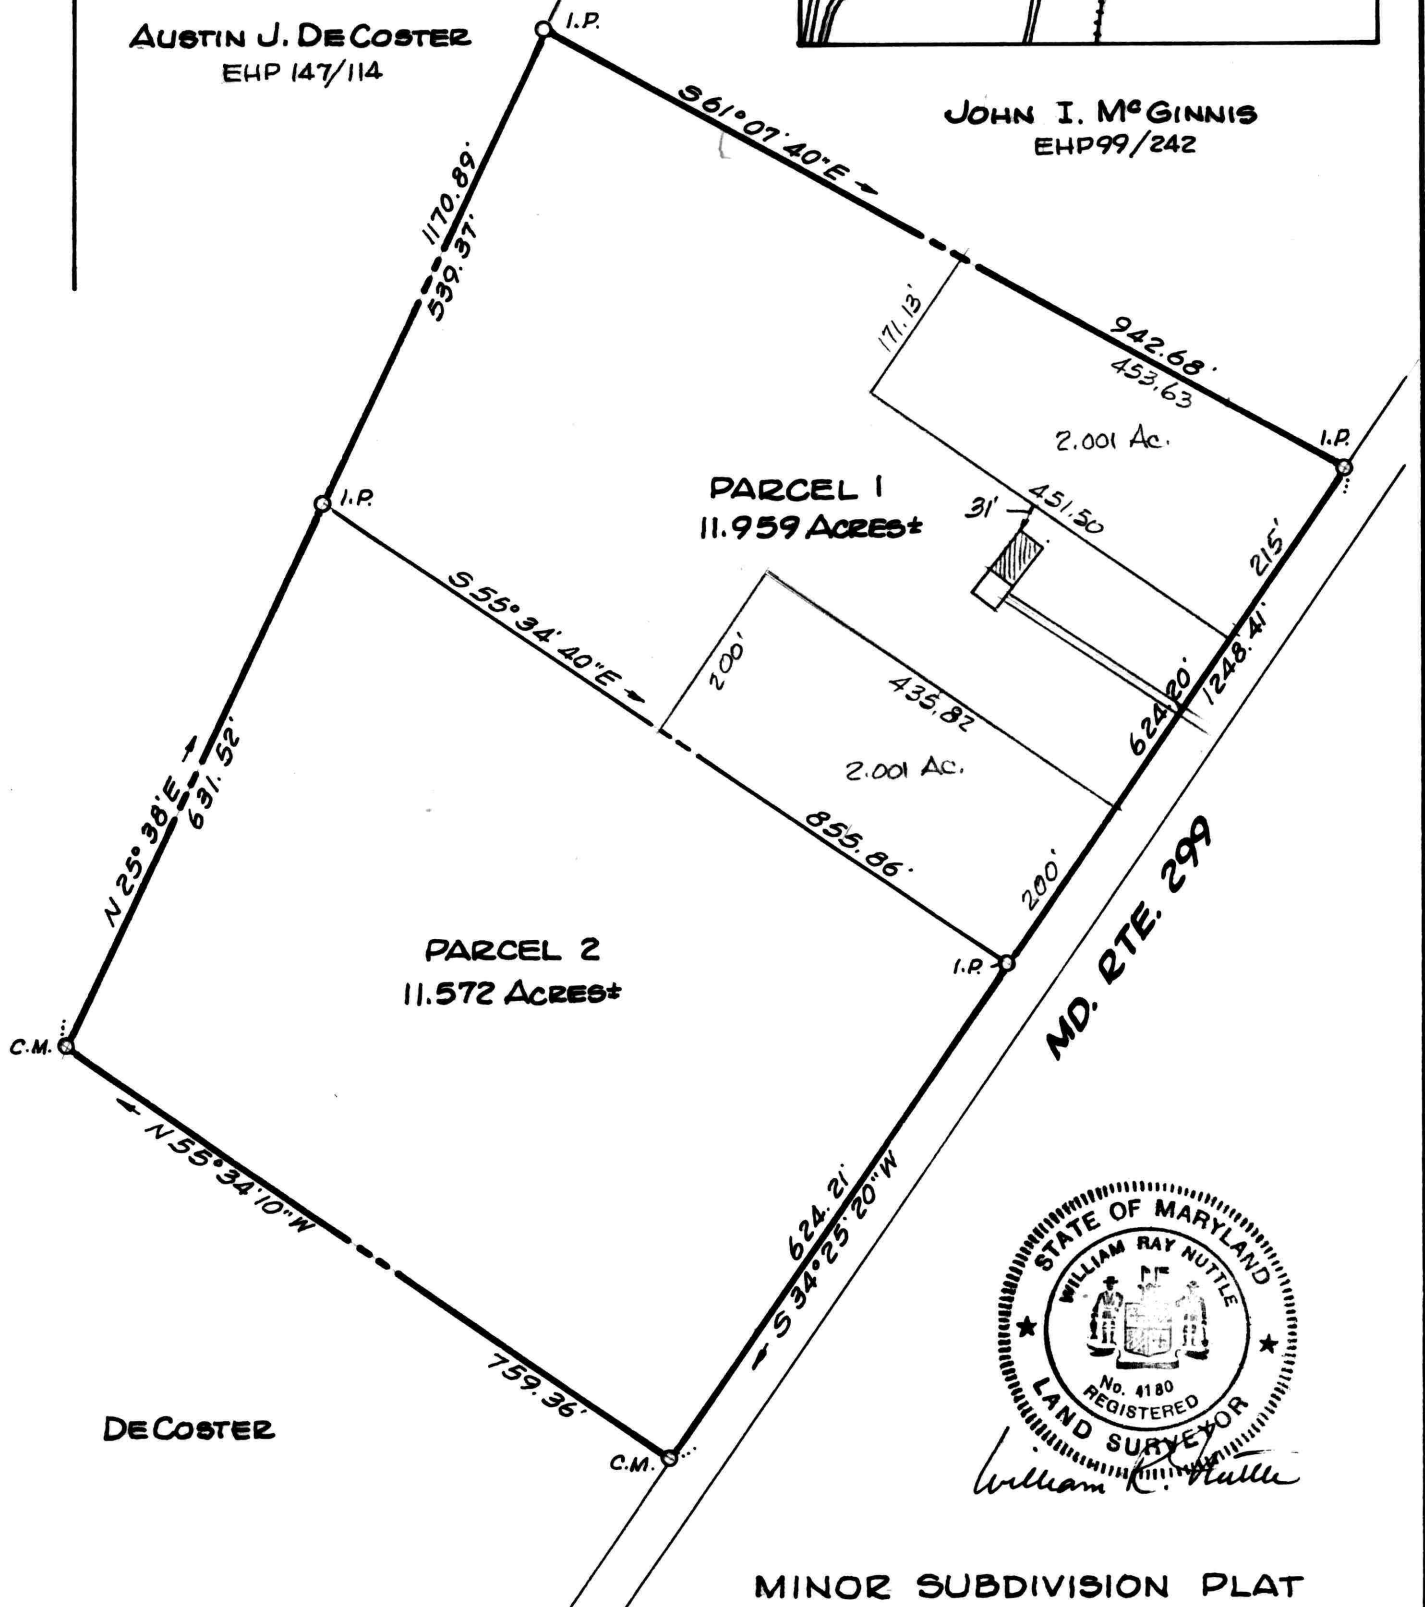 I.P.
AUSTIN J. DECOSTER
EHP 147/114
JOHN I. McGINNIS
EHP99/242
S61°07'40"E
1170.89'
539.37'
171.13'
942.68'
453.63
2.001 Ac.
I.P.
PARCEL 1
11.959 ACRES±
31'
451.50
215'
I.P.
S55°34'40"E
200'
435.82
624.20'
1248.41'
2.001 AC.
855.86'
200'
N 25°38'E
631.52'
MD. RTE. 299
PARCEL 2
11.572 ACRES±
I.P.
C.M.
N55°34'10"W
624.21'
S 34°25'20"W
759.36'
DECOSTER
C.M.
STATE OF MARYLAND
WILLIAM RAY NUTTLE
No. 4180
REGISTERED
LAND SURVEYOR
William R. Nuttle
MINOR SUBDIVISION PLAT